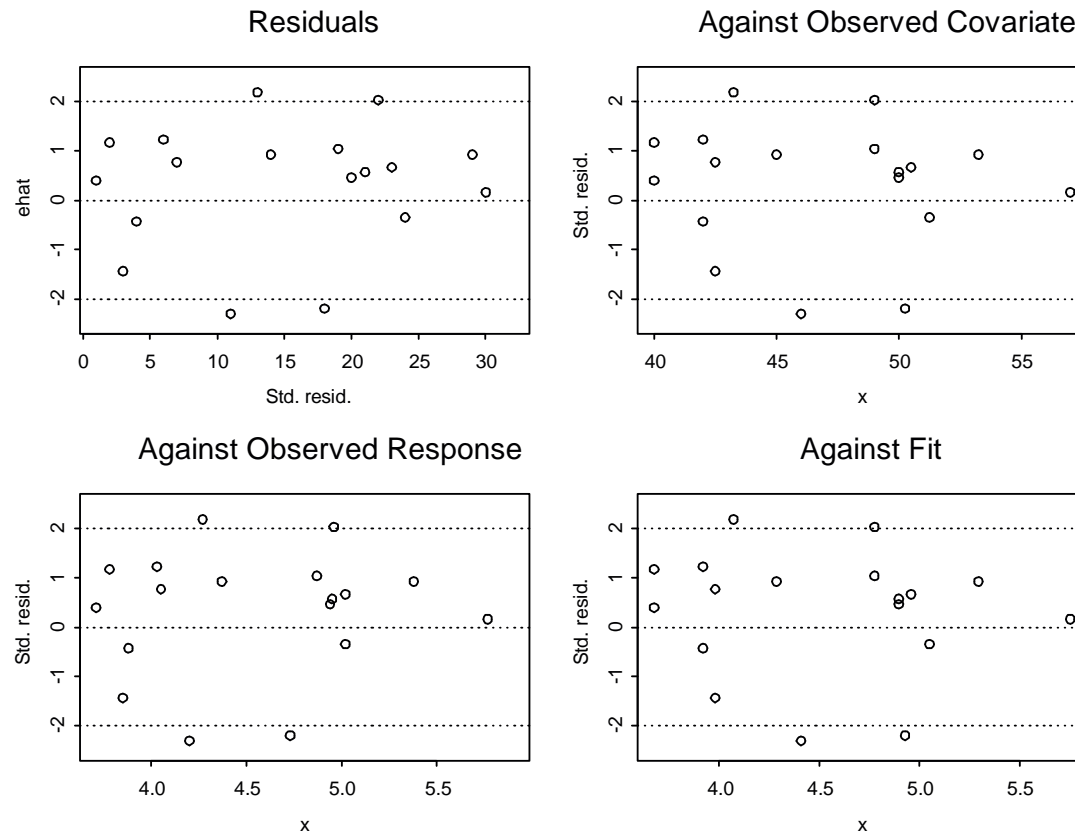 Residuals
2
1
0
-1
-2
ehat
0 5 10 15 20 25 30
Std. resid.
Against Observed Covariate
2
1
0
-1
-2
Std. resid.
40 45 50 55
x
Against Observed Response
2
1
0
-1
-2
Std. resid.
4.0 4.5 5.0 5.5
x
Against Fit
2
1
0
-1
-2
Std. resid.
4.0 4.5 5.0 5.5
x